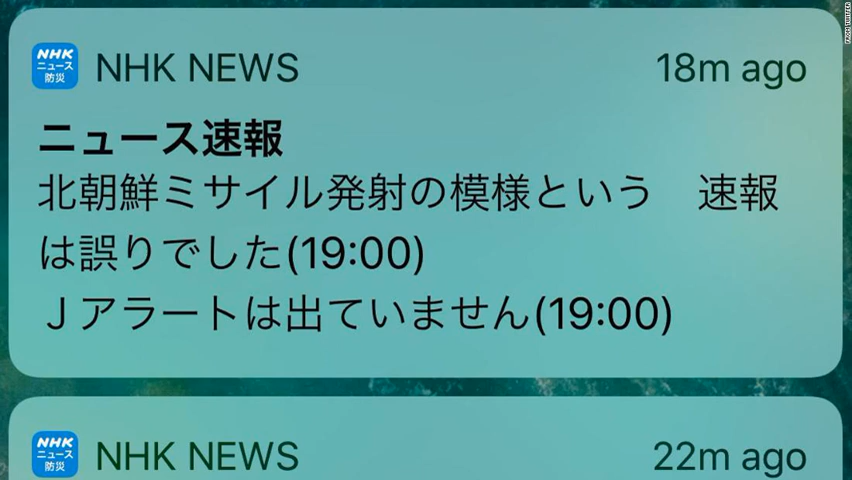 FROM TWITTER
NHK
ニュース
防災
NHK NEWS
18m ago
ニュース速報
北朝鮮ミサイル発射の模様という　速報
は誤りでした(19:00)
Ｊアラートは出ていません(19:00)
NHK
ニュース
防災
NHK NEWS
22m ago